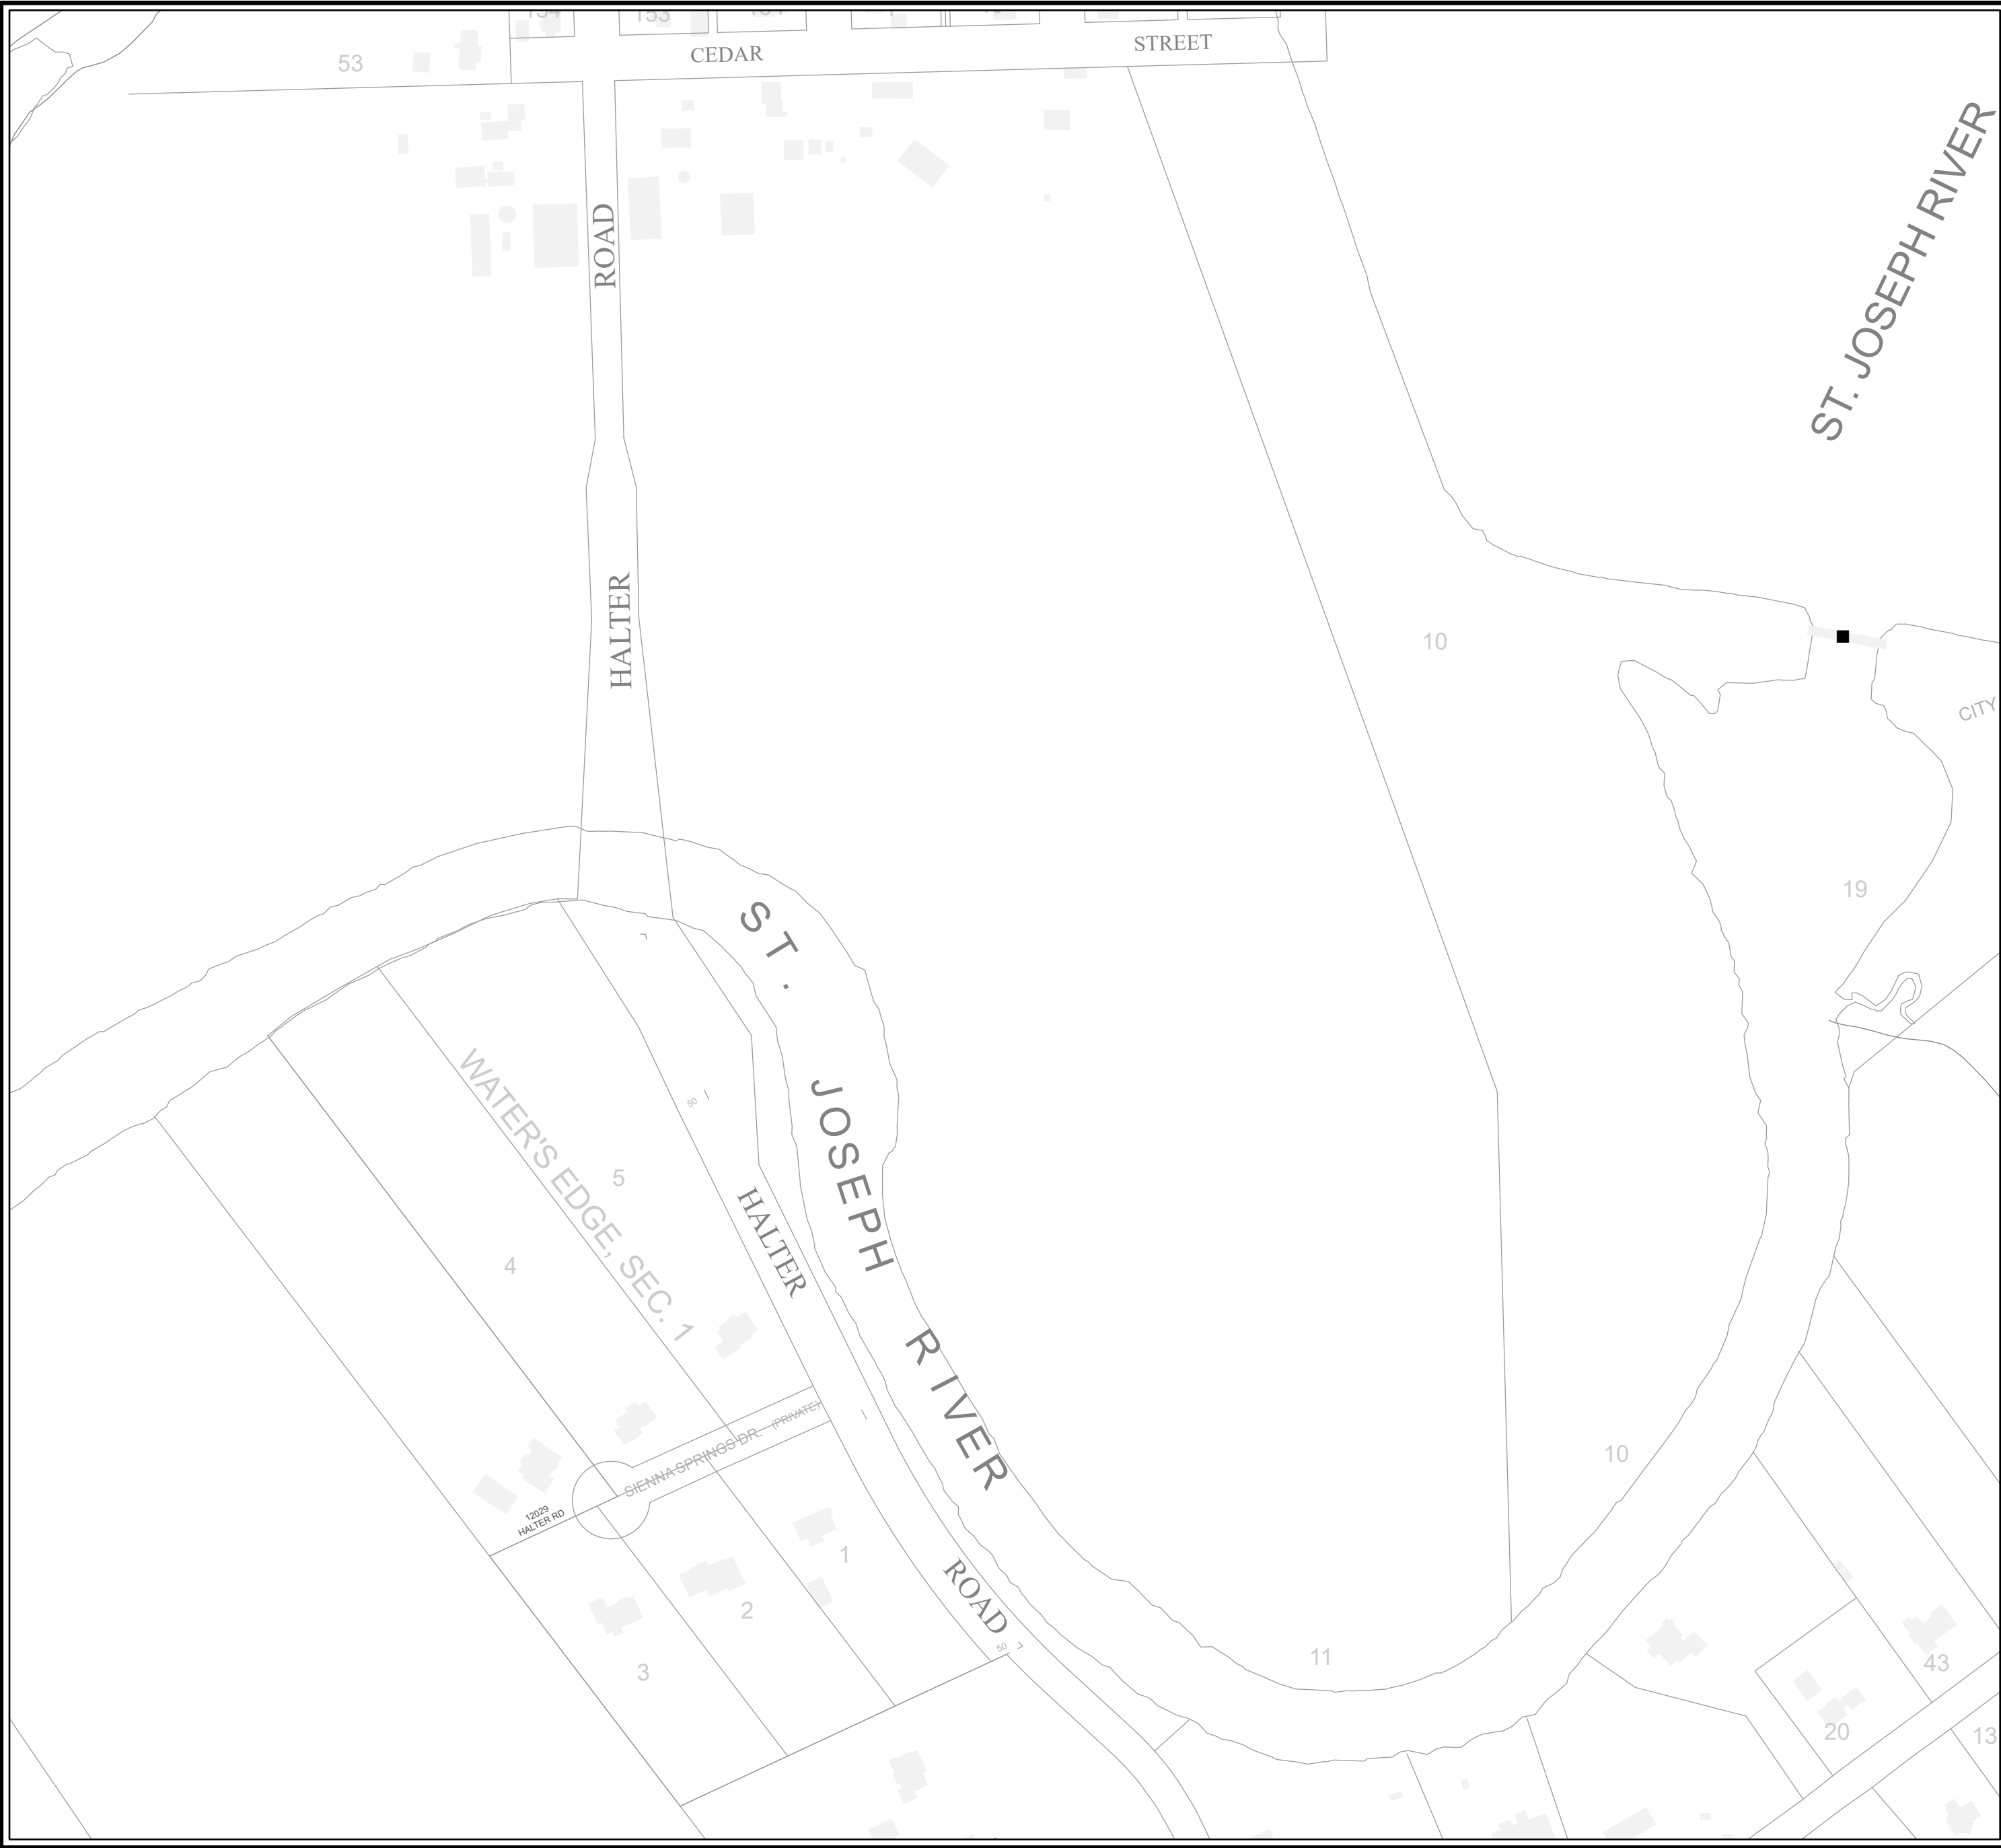 153
53
CEDAR STREET
ROAD
ST. JOSEPH RIVER
HALTER
10
CITY
19
ST. JOSEPH RIVER
50
WATER'S EDGE, SEC. 1
5
HALTER
4
SIENNA SPRINGS DR. (PRIVATE)
10
12029
HALTER RD
1
ROAD
2
50
11
3
43
20
13